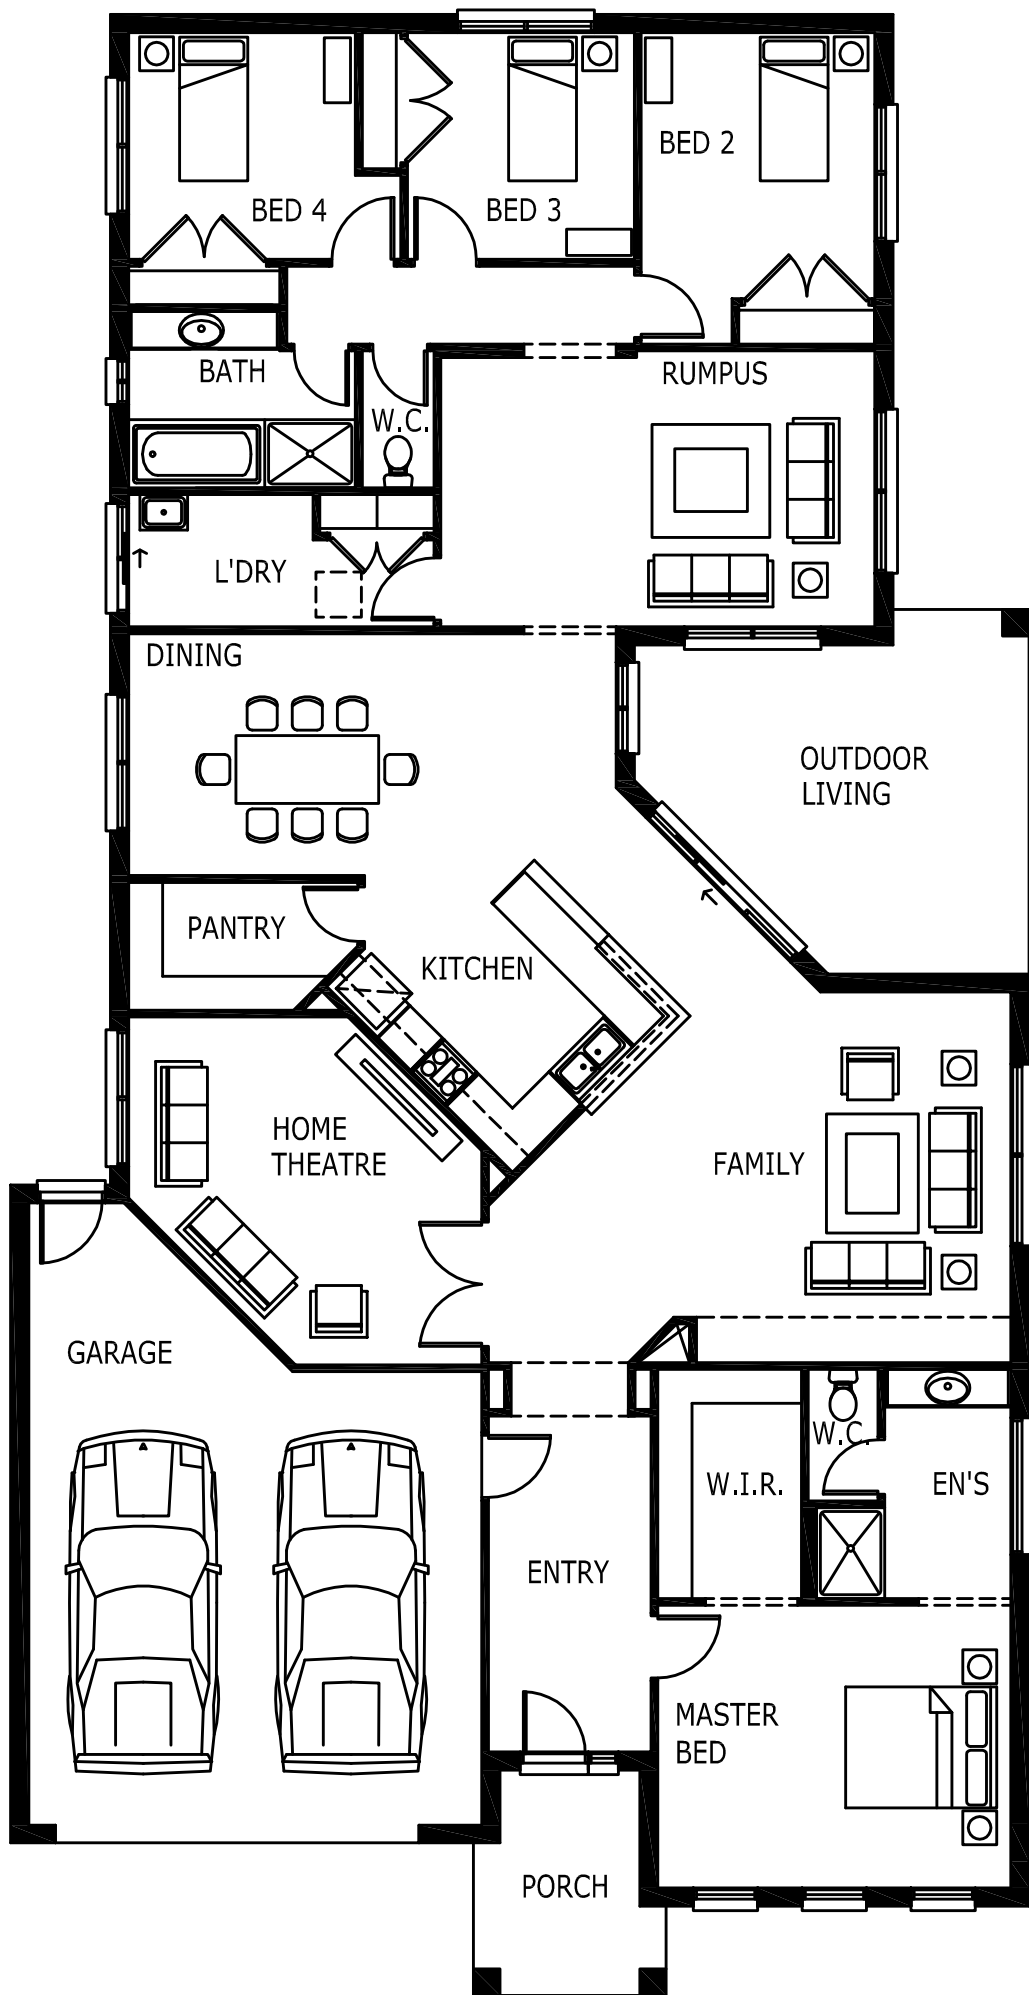 BED 2
BED 4
BED 3
BATH
RUMPUS
W.C.
L'DRY
DINING
OUTDOOR
LIVING
PANTRY
KITCHEN
HOME
THEATRE
FAMILY
GARAGE
W.C.
W.I.R.
EN'S
ENTRY
MASTER
BED
PORCH